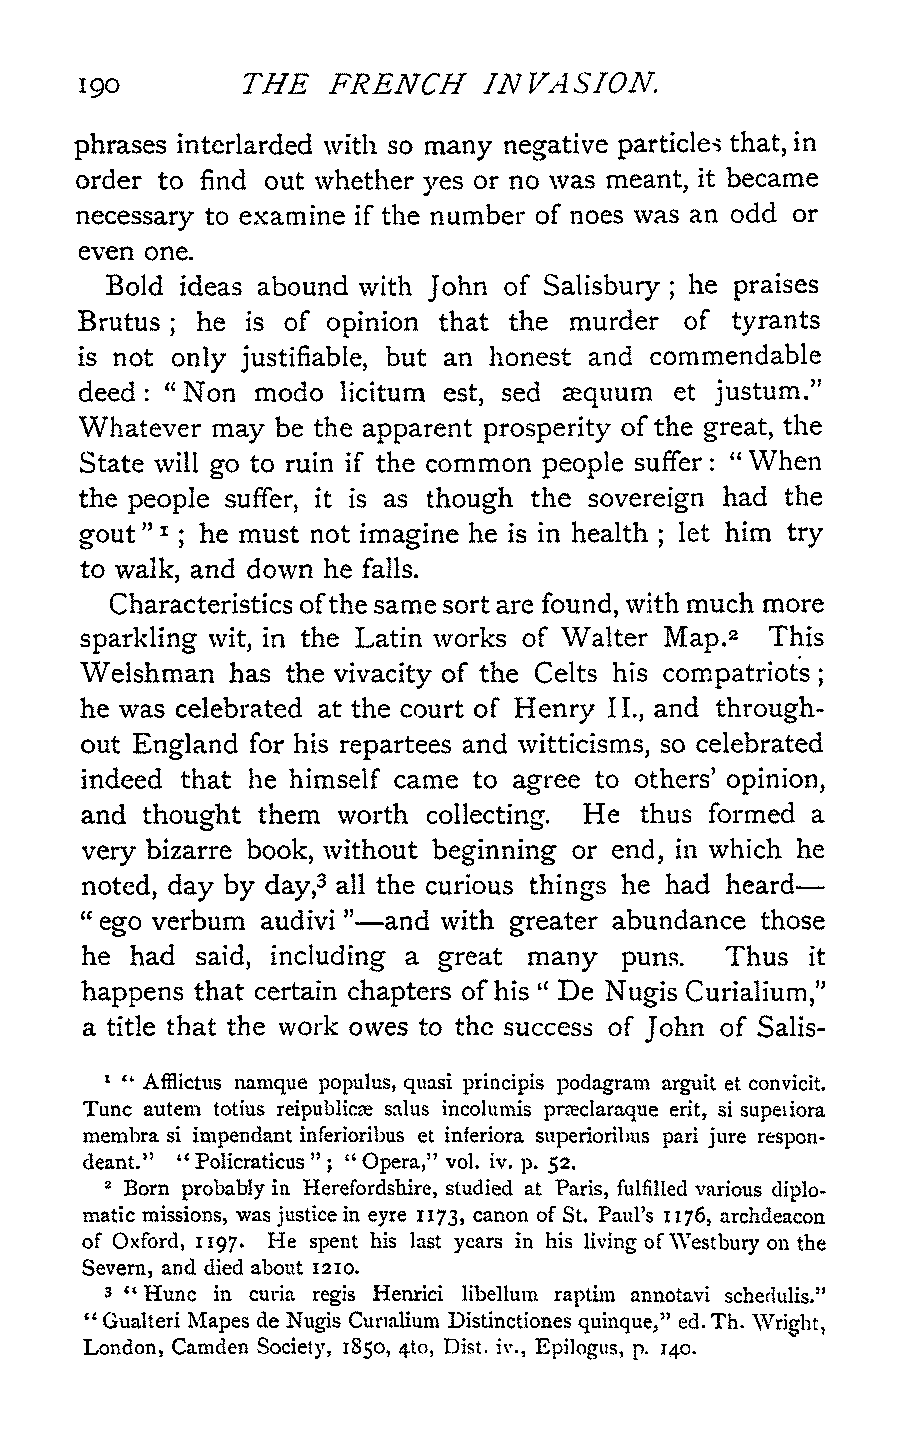 190 THE FRENCH INVASION.
phrases interlarded with so many negative particles that, in
order to find out whether yes or no was meant, it became
necessary to examine if the number of noes was an odd or
even one.
Bold ideas abound with John of Salisbury ; he praises
Brutus ; he is of opinion that the murder of tyrants
is not only justifiable, but an honest and commendable
deed : “ Non modo licitum est, sed æquum et justum.”
Whatever may be the apparent prosperity of the great, the
State will go to ruin if the common people suffer : “ When
the people suffer, it is as though the sovereign had the
gout ” ¹ ; he must not imagine he is in health ; let him try
to walk, and down he falls.
Characteristics of the same sort are found, with much more
sparkling wit, in the Latin works of Walter Map.² This
Welshman has the vivacity of the Celts his compatriots ;
he was celebrated at the court of Henry II., and through-
out England for his repartees and witticisms, so celebrated
indeed that he himself came to agree to others’ opinion,
and thought them worth collecting. He thus formed a
very bizarre book, without beginning or end, in which he
noted, day by day,³ all the curious things he had heard—
“ ego verbum audivi ”—and with greater abundance those
he had said, including a great many puns. Thus it
happens that certain chapters of his “ De Nugis Curialium,”
a title that the work owes to the success of John of Salis-
¹ “ Afflictus namque populus, quasi principis podagram arguit et convicit.
Tunc autem totius reipublicæ salus incolumis præclaraque erit, si superiora
membra si impendant inferioribus et inferiora superioribus pari jure respon-
deant.” “ Policraticus ” ; “ Opera,” vol. iv. p. 52.
² Born probably in Herefordshire, studied at Paris, fulfilled various diplo-
matic missions, was justice in eyre 1173, canon of St. Paul’s 1176, archdeacon
of Oxford, 1197. He spent his last years in his living of Westbury on the
Severn, and died about 1210.
³ “ Hunc in curia regis Henrici libellum raptim annotavi schedulis.”
“ Gualteri Mapes de Nugis Curialium Distinctiones quinque,” ed. Th. Wright,
London, Camden Society, 1850, 4to, Dist. iv., Epilogus, p. 140.